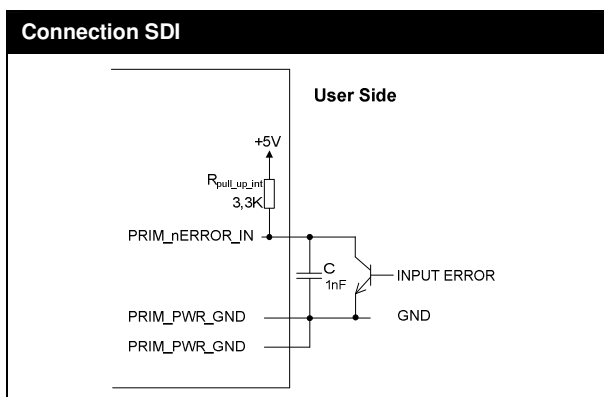 Connection SDI
User Side
+5V
Rpull_up_int
3,3K
PRIM_nERROR_IN
C
1nF
INPUT ERROR
PRIM_PWR_GND
GND
PRIM_PWR_GND